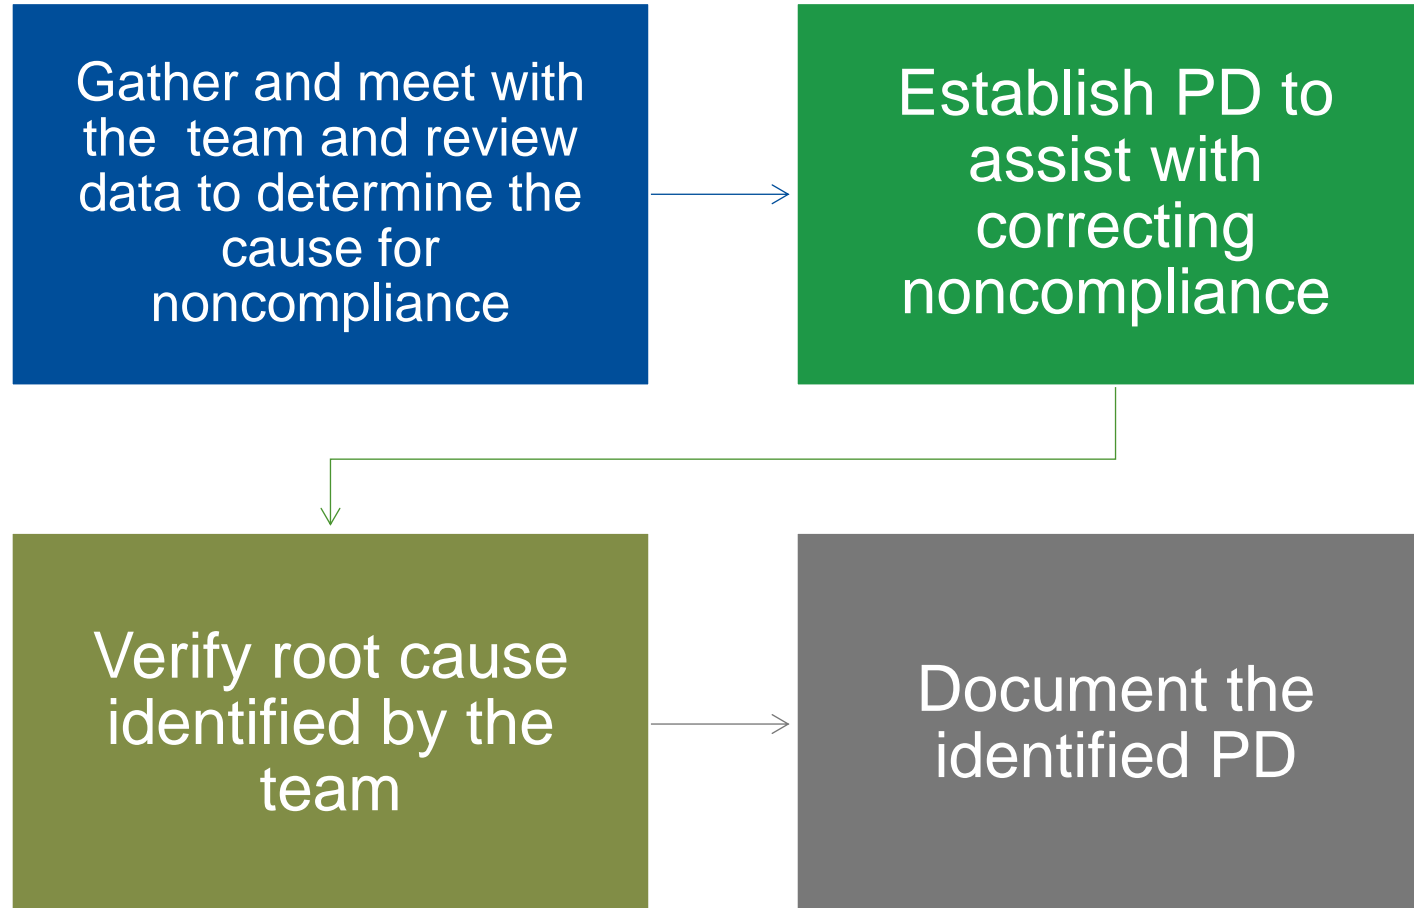 Gather and meet with
the  team and review
data to determine the
cause for
noncompliance
Establish PD to
assist with
correcting
noncompliance
Verify root cause
identified by the
team
Document the
identified PD